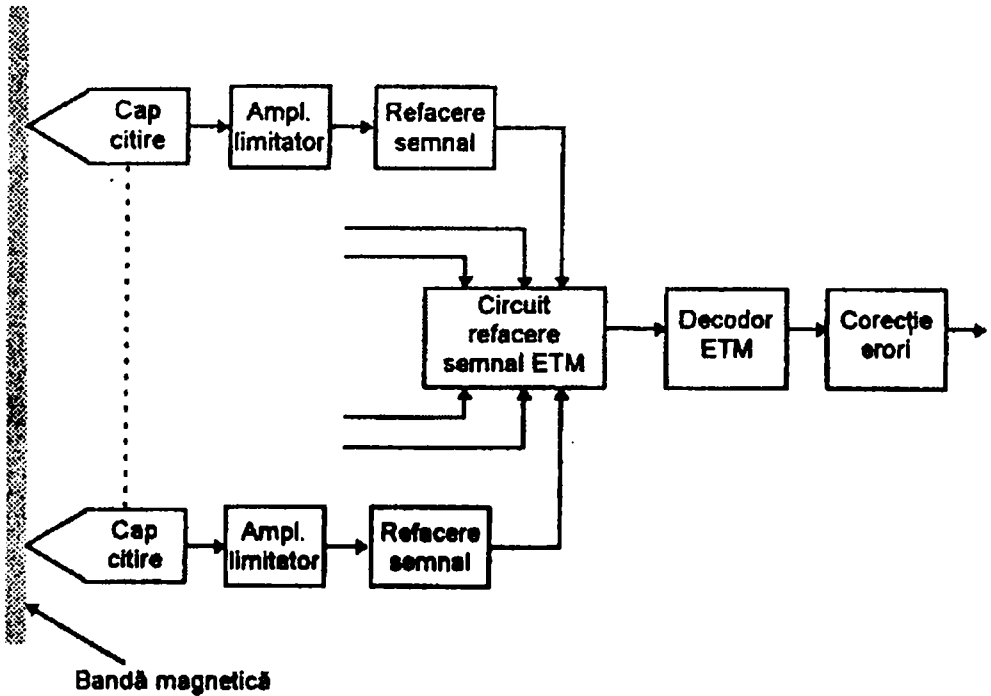 Cap
citire
Ampl.
limitator
Refacere
semnal
Circuit
refacere
semnal ETM
Decodor
ETM
Corecție
erori
Cap
citire
Ampl.
limitator
Refacere
semnal
Bandă magnetică